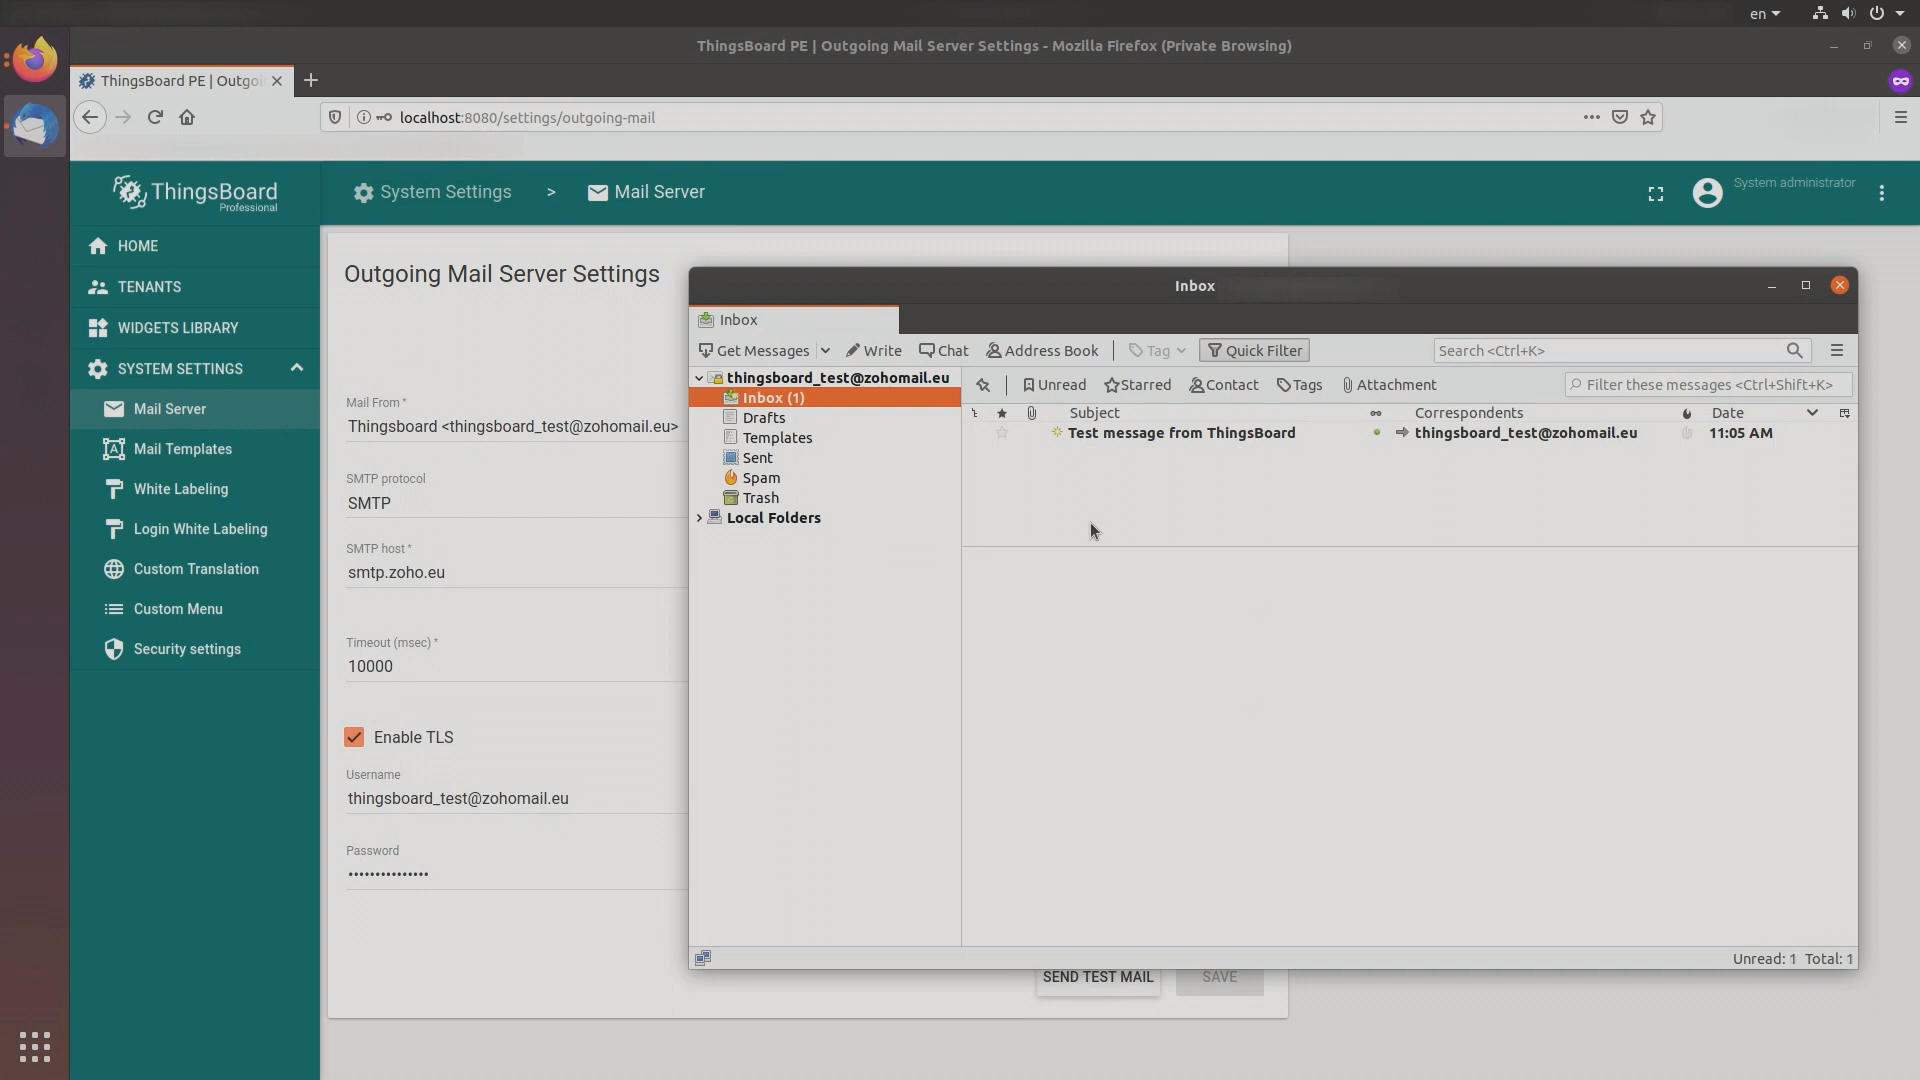 en
ThingsBoard PE | Outgoing Mail Server Settings - Mozilla Firefox (Private Browsing)
ThingsBoard PE | Outgoi
localhost:8080/settings/outgoing-mail
ThingsBoard
Professional
System Settings > Mail Server
System administrator
HOME
TENANTS
WIDGETS LIBRARY
SYSTEM SETTINGS
Mail Server
Mail Templates
White Labeling
Login White Labeling
Custom Translation
Custom Menu
Security settings
Outgoing Mail Server Settings
Mail From *
Thingsboard <thingsboard_test@zohomail.eu>
SMTP protocol
SMTP
SMTP host *
smtp.zoho.eu
Timeout (msec) *
10000
Enable TLS
Username
thingsboard_test@zohomail.eu
Password
•••••••••••••••
SEND TEST MAIL SAVE
Inbox
Inbox
Get Messages Write Chat Address Book Tag Quick Filter Search <Ctrl+K>
thingsboard_test@zohomail.eu
Inbox (1)
Drafts
Templates
Sent
Spam
Trash
Local Folders
Unread Starred Contact Tags Attachment Filter these messages <Ctrl+Shift+K>
Subject Correspondents Date
Test message from ThingsBoard thingsboard_test@zohomail.eu 11:05 AM
Unread: 1 Total: 1